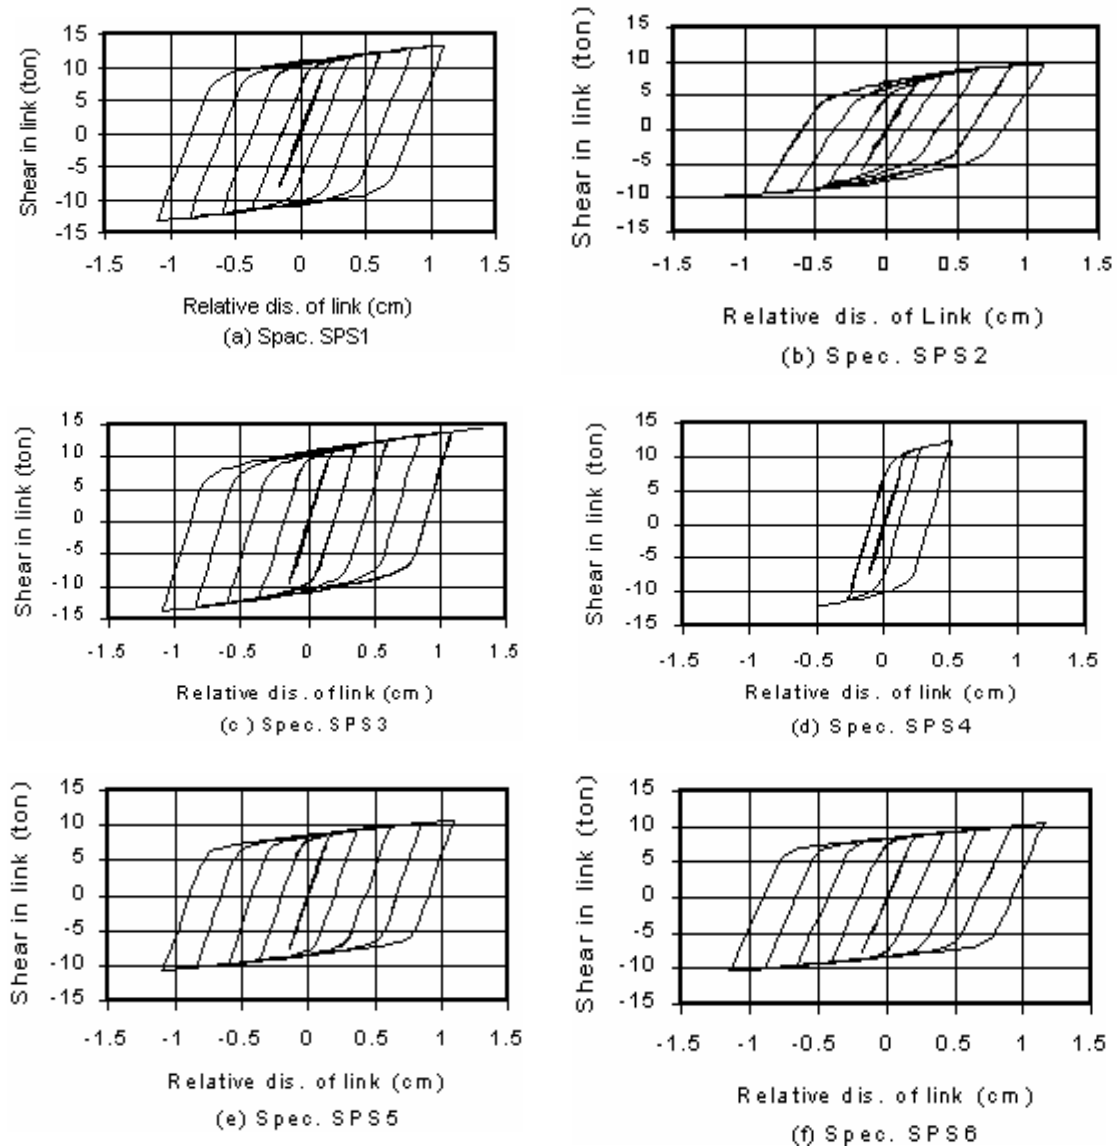 15
10
5
0
-5
-10
-15
Shear in link (ton)
-1.5 -1 -0.5 0 0.5 1 1.5
Relative dis. of link (cm)
(a) Spac. SPS1
15
10
5
0
-5
-10
-15
Shear in link (ton)
-1.5 -1 -0.5 0 0.5 1 1.5
Relative dis. of Link (cm)
(b) Spec. SPS2
15
10
5
0
-5
-10
-15
Shear in link (ton)
-1.5 -1 -0.5 0 0.5 1 1.5
Relative dis. of link (cm)
(c) Spec. SPS3
15
10
5
0
-5
-10
-15
Shear in link (ton)
-1.5 -1 -0.5 0 0.5 1 1.5
Relative dis. of link (cm)
(d) Spec. SPS4
15
10
5
0
-5
-10
-15
Shear in link (ton)
-1.5 -1 -0.5 0 0.5 1 1.5
Relative dis. of link (cm)
(e) Spec. SPS5
15
10
5
0
-5
-10
-15
Shear in link (ton)
-1.5 -1 -0.5 0 0.5 1 1.5
Relative dis. of link (cm)
(f) Spec. SPS6